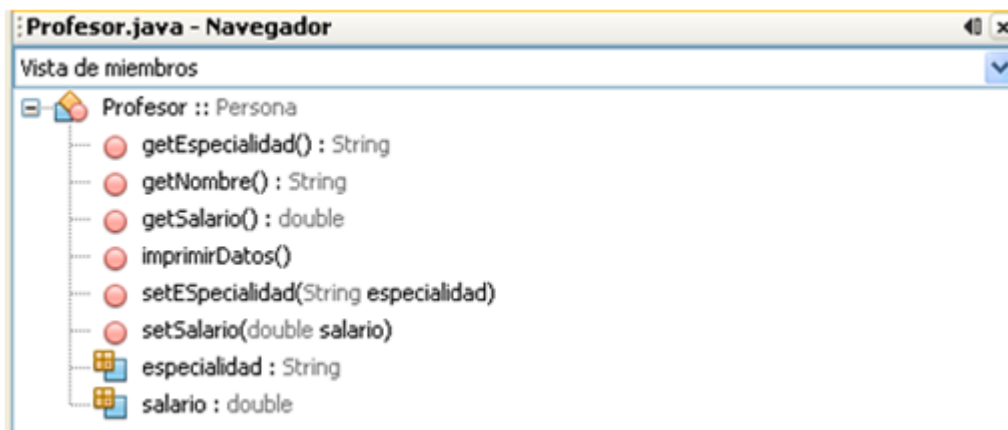 Profesor.java - Navegador
Vista de miembros
Profesor :: Persona
getEspecialidad() : String
getNombre() : String
getSalario() : double
imprimirDatos()
setESpecialidad(String especialidad)
setSalario(double salario)
especialidad : String
salario : double